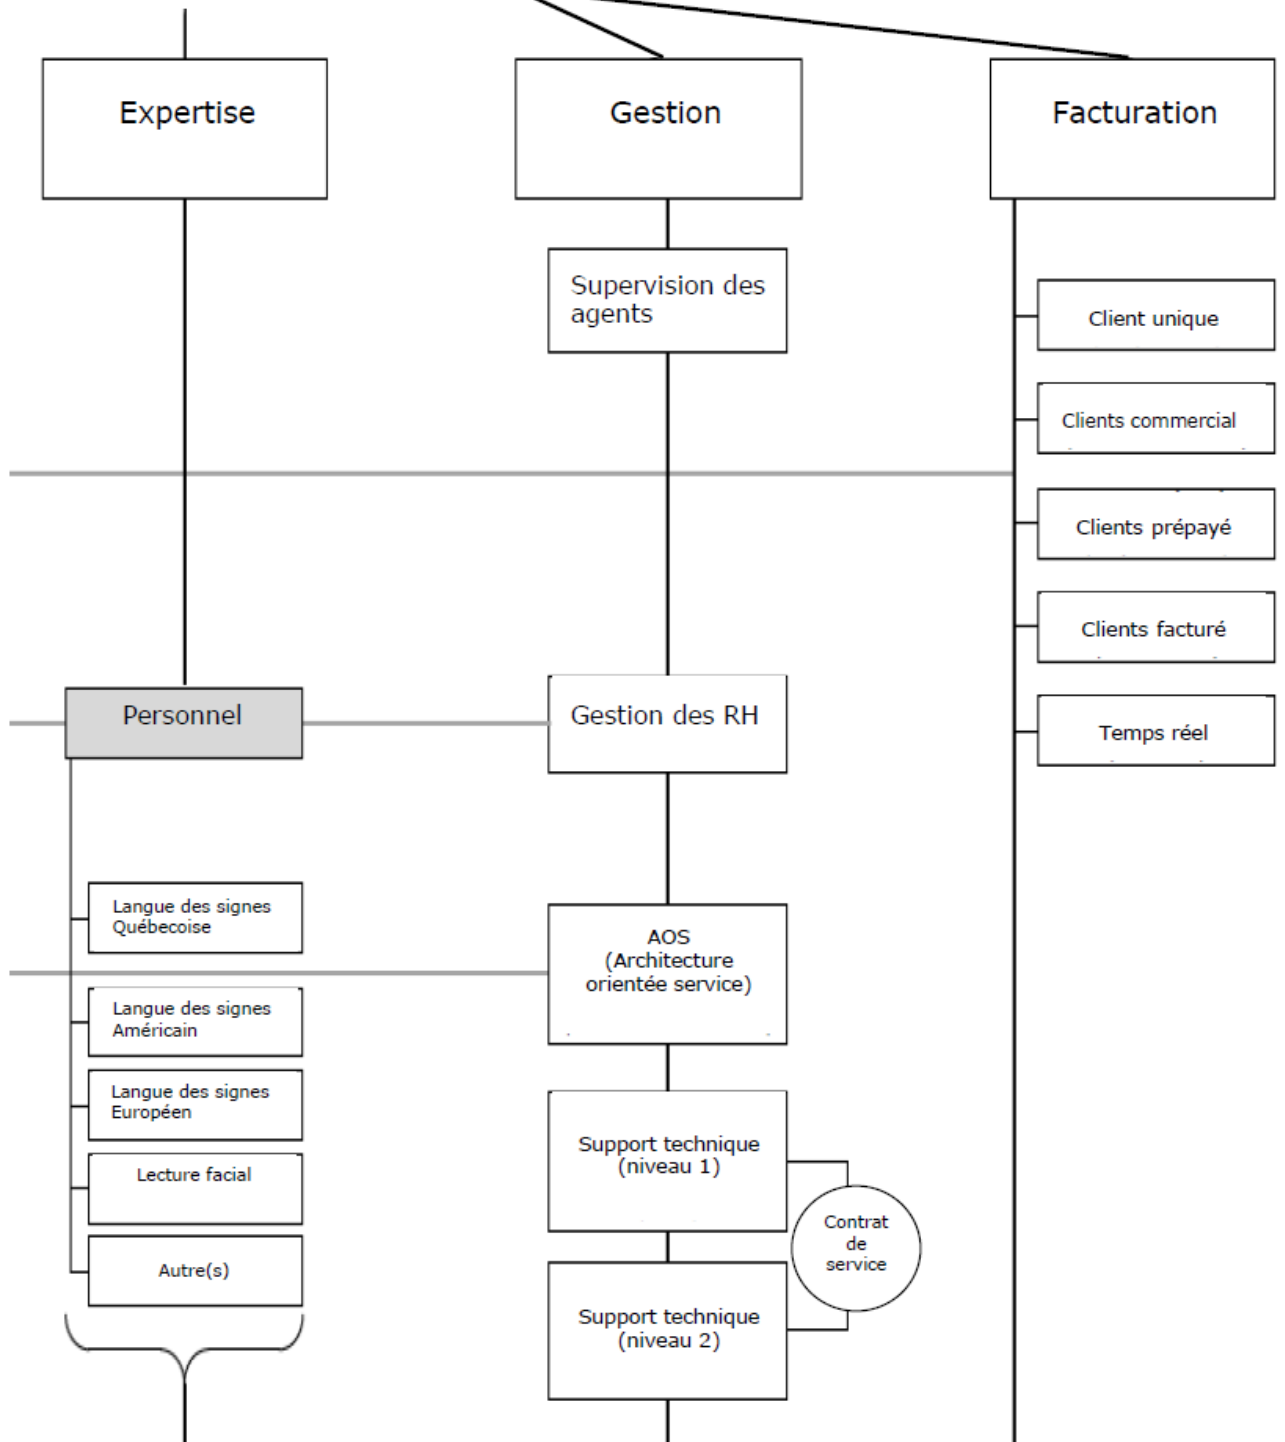 Expertise
Gestion
Facturation
Supervision des
agents
Client unique
Clients commercial
Clients prépayé
Clients facturé
Temps réel
Personnel
Gestion des RH
Langue des signes
Québecoise
Langue des signes
Américain
Langue des signes
Européen
Lecture facial
Autre(s)
AOS
(Architecture
orientée service)
Support technique
(niveau 1)
Contrat
de
service
Support technique
(niveau 2)